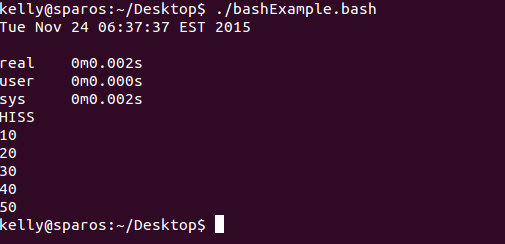 kelly@sparos:~/Desktop$ ./bashExample.bash
Tue Nov 24 06:37:37 EST 2015
real    0m0.002s
user    0m0.000s
sys     0m0.002s
HISS
10
20
30
40
50
kelly@sparos:~/Desktop$